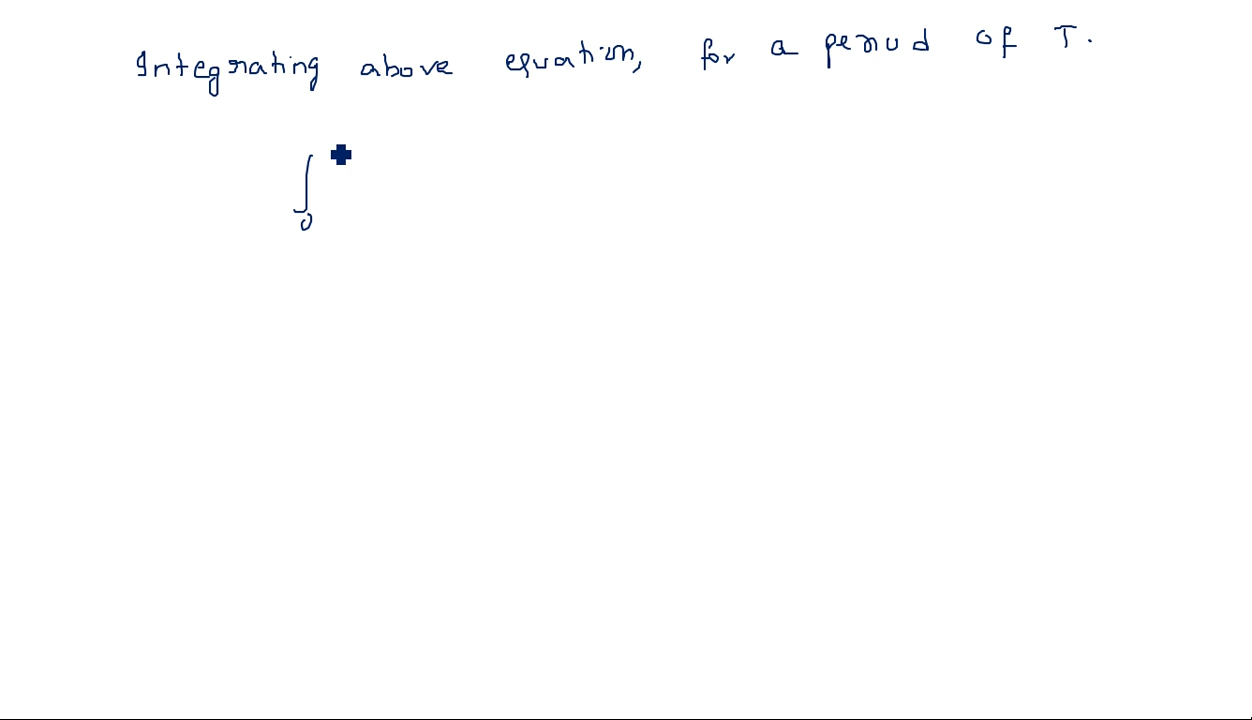 Integrating above equation, for a period of T.
∫
0